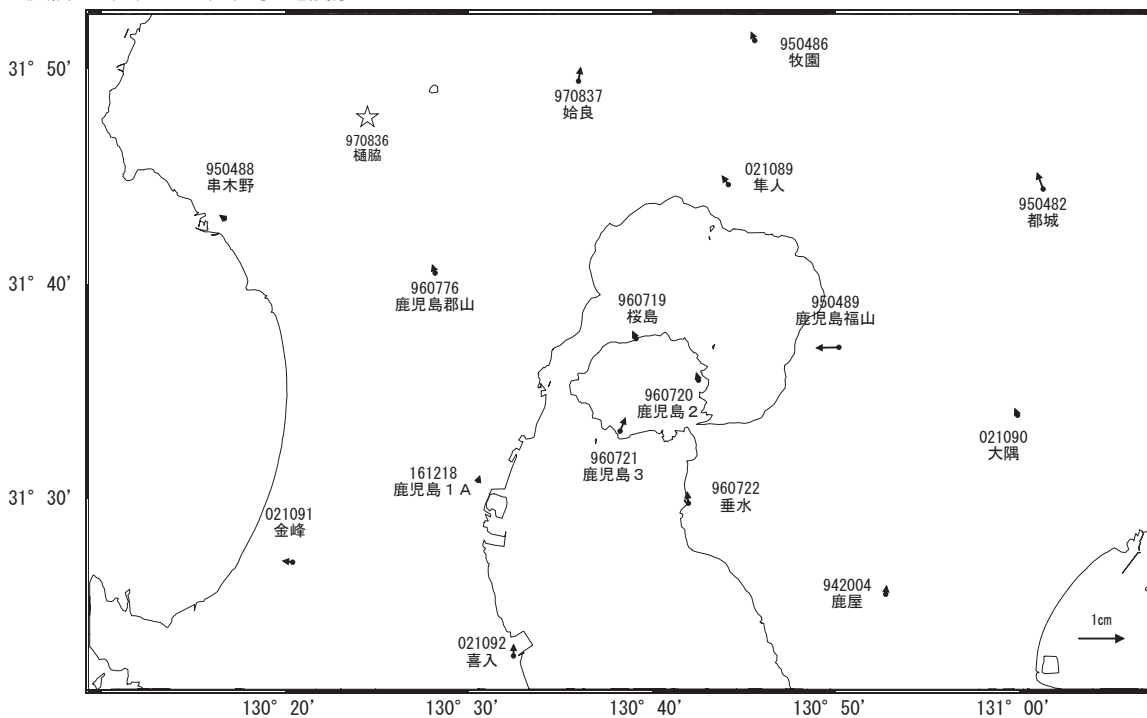 950486
牧園
31° 50'
970837
姶良
970836
樋脇
950488
串木野
021089
隼人
950482
都城
31° 40'
960776
鹿児島郡山
960719
桜島
950489
鹿児島福山
960720
鹿児島2
021090
大隅
960721
鹿児島3
161218
鹿児島1A
31° 30'
960722
垂水
021091
金峰
942004
鹿屋
1cm
021092
喜入
130° 20'
130° 30'
130° 40'
130° 50'
131° 00'